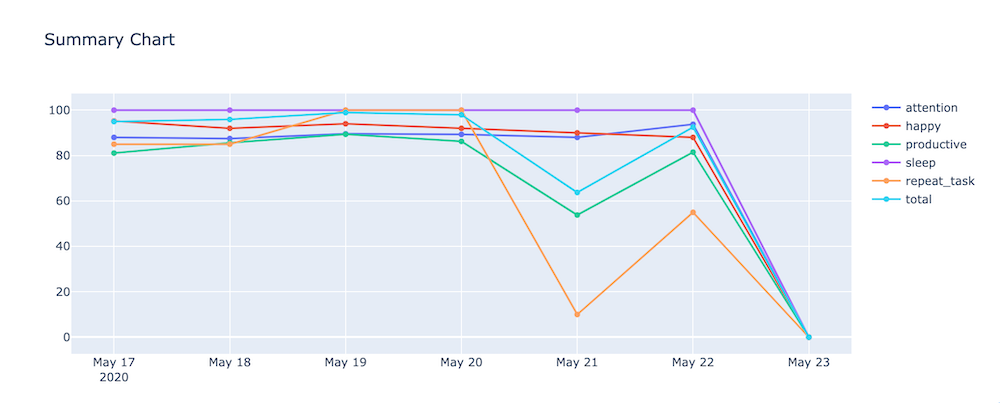 Summary Chart
100
80
60
40
20
0
May 17
2020
May 18
May 19
May 20
May 21
May 22
May 23
attention
happy
productive
sleep
repeat_task
total